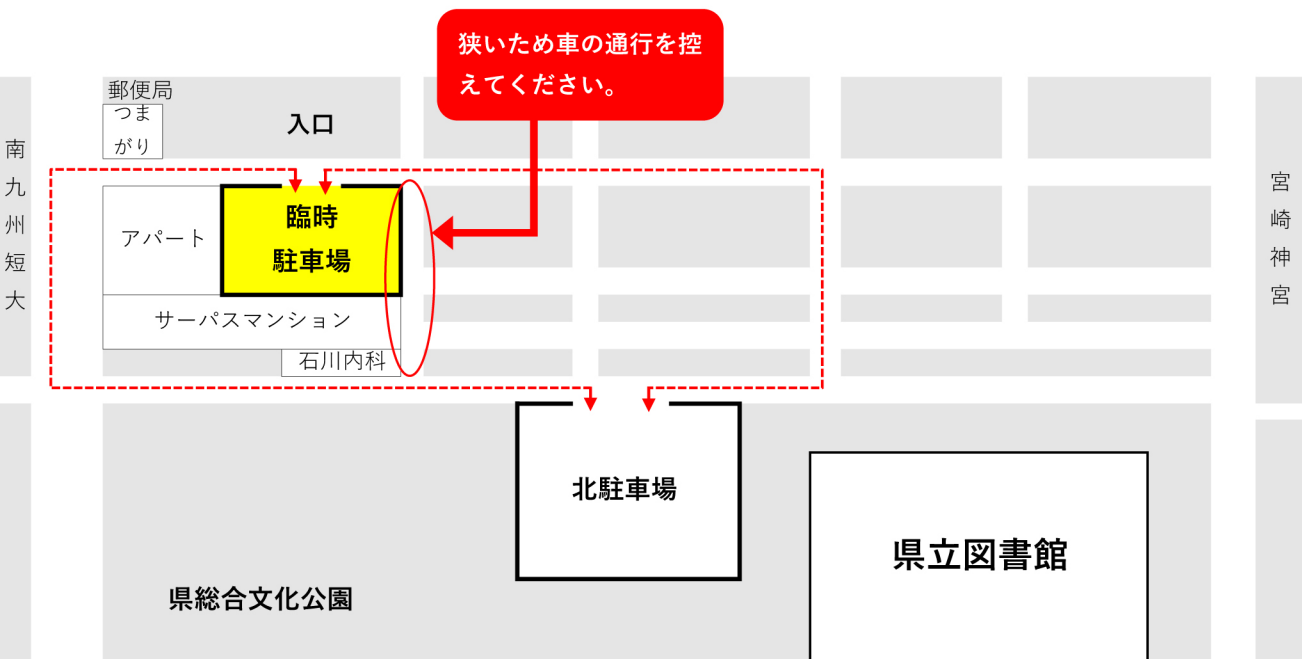 狭いため車の通行を控
えてください。
郵便局
つま
がり
入口
南九州短大
宮崎神宮
アパート
臨時
駐車場
サーパスマンション
石川内科
北駐車場
県立図書館
県総合文化公園